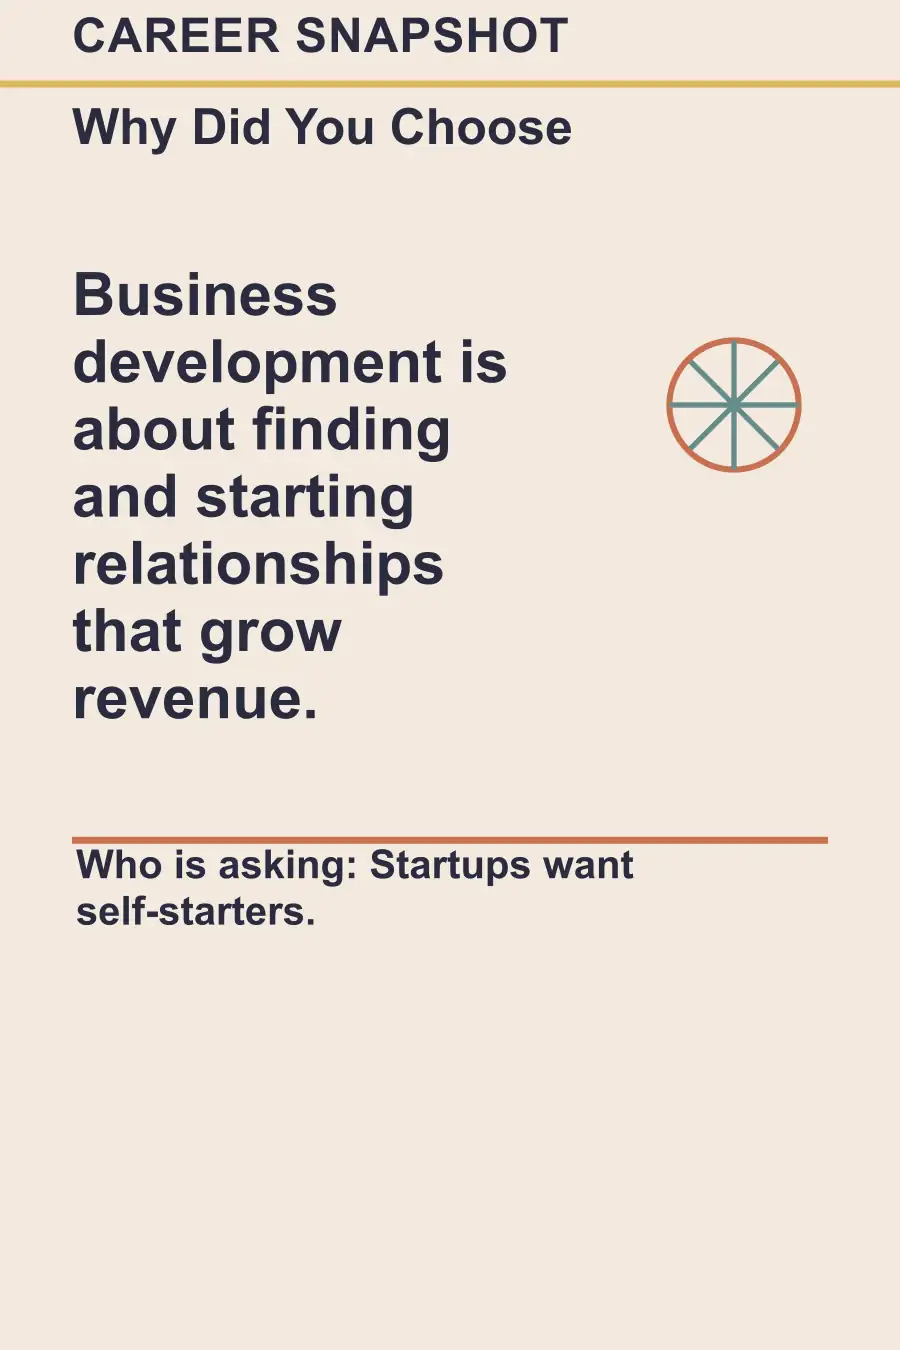 CAREER SNAPSHOT
Why Did You Choose
Business
development is
about finding
and starting
relationships
that grow
revenue.
Who is asking: Startups want
self-starters.